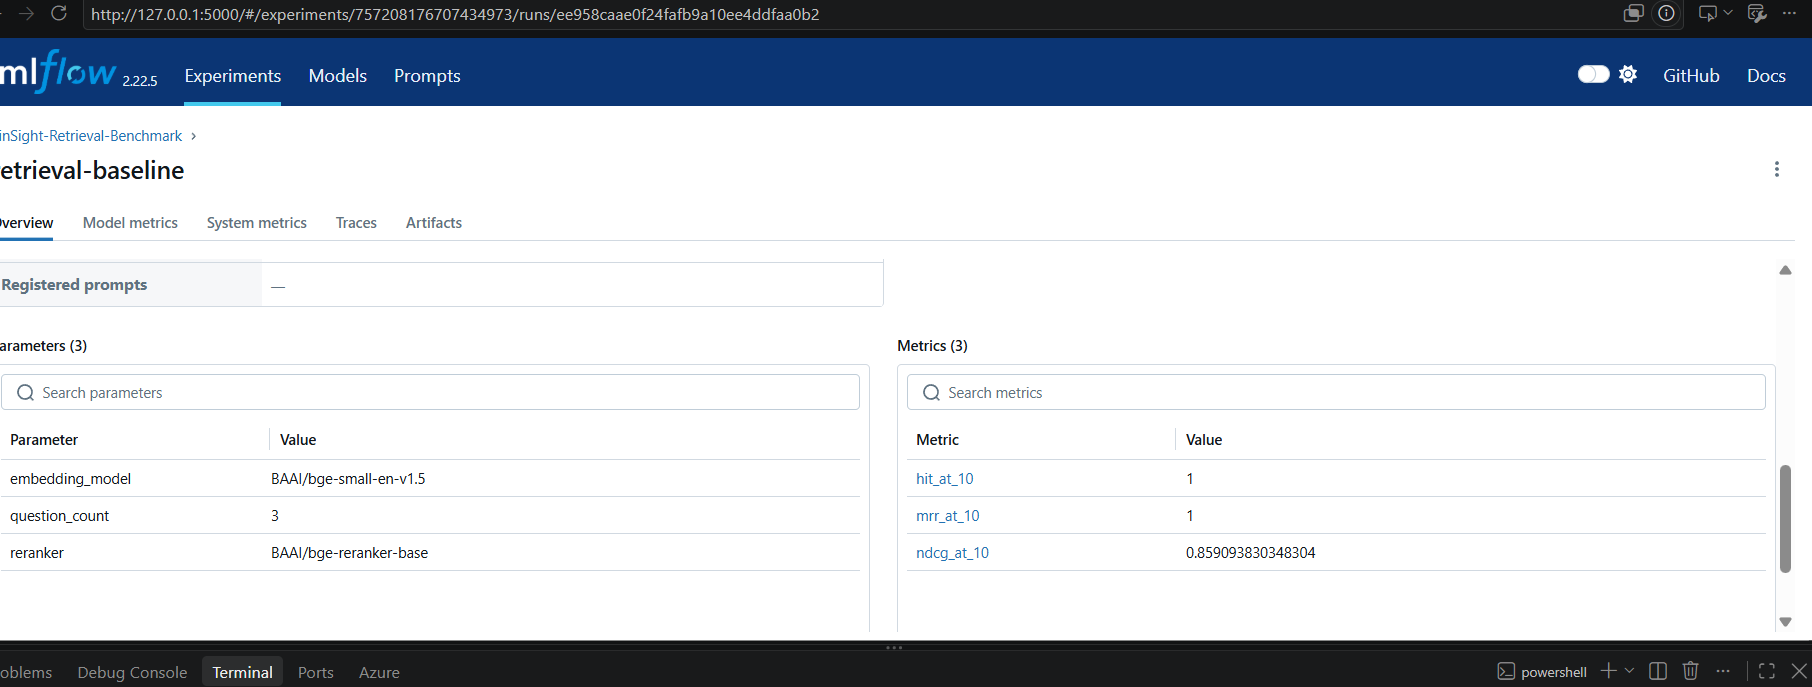 http://127.0.0.1:5000/#/experiments/757208176707434973/runs/ee958caae0f24fafb9a10ee4ddfaa0b2
mlflow 2.22.5 Experiments Models Prompts GitHub Docs
inSight-Retrieval-Benchmark ›
etrieval-baseline
verview Model metrics System metrics Traces Artifacts
Registered prompts —
arameters (3) Metrics (3)
Search parameters Search metrics
Parameter Value Metric Value
embedding_model BAAI/bge-small-en-v1.5 hit_at_10 1
question_count 3 mrr_at_10 1
reranker BAAI/bge-reranker-base ndcg_at_10 0.859093830348304
oblems Debug Console Terminal Ports Azure powershell